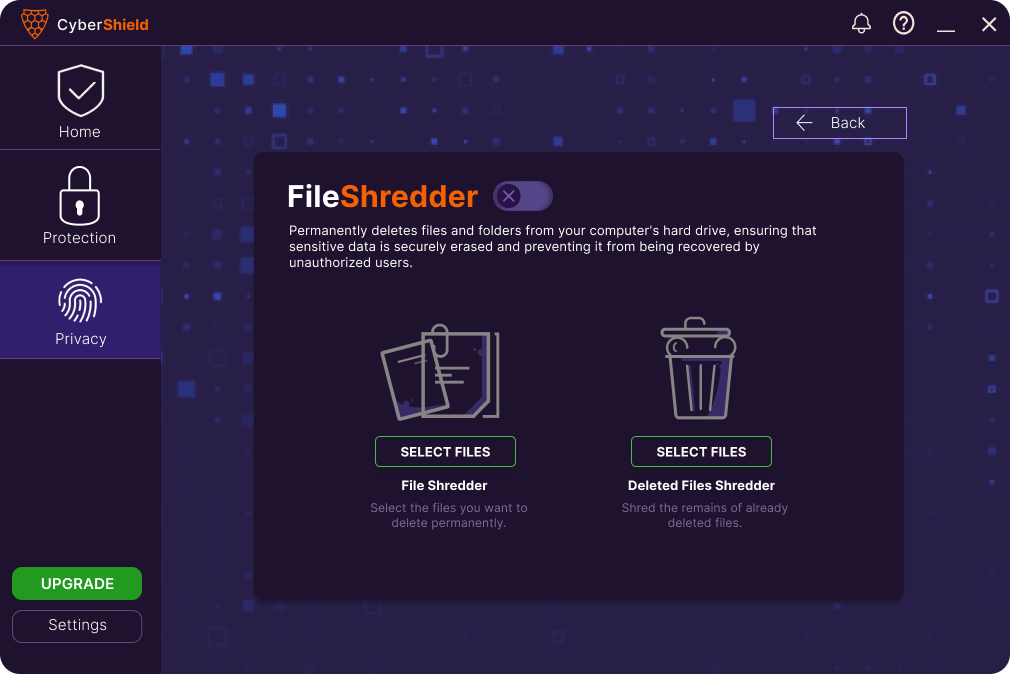 CyberShield
Home
Protection
Privacy
UPGRADE
Settings
Back
FileShredder
Permanently deletes files and folders from your computer's hard drive, ensuring that
sensitive data is securely erased and preventing it from being recovered by
unauthorized users.
SELECT FILES
File Shredder
Select the files you want to
delete permanently.
SELECT FILES
Deleted Files Shredder
Shred the remains of already
deleted files.